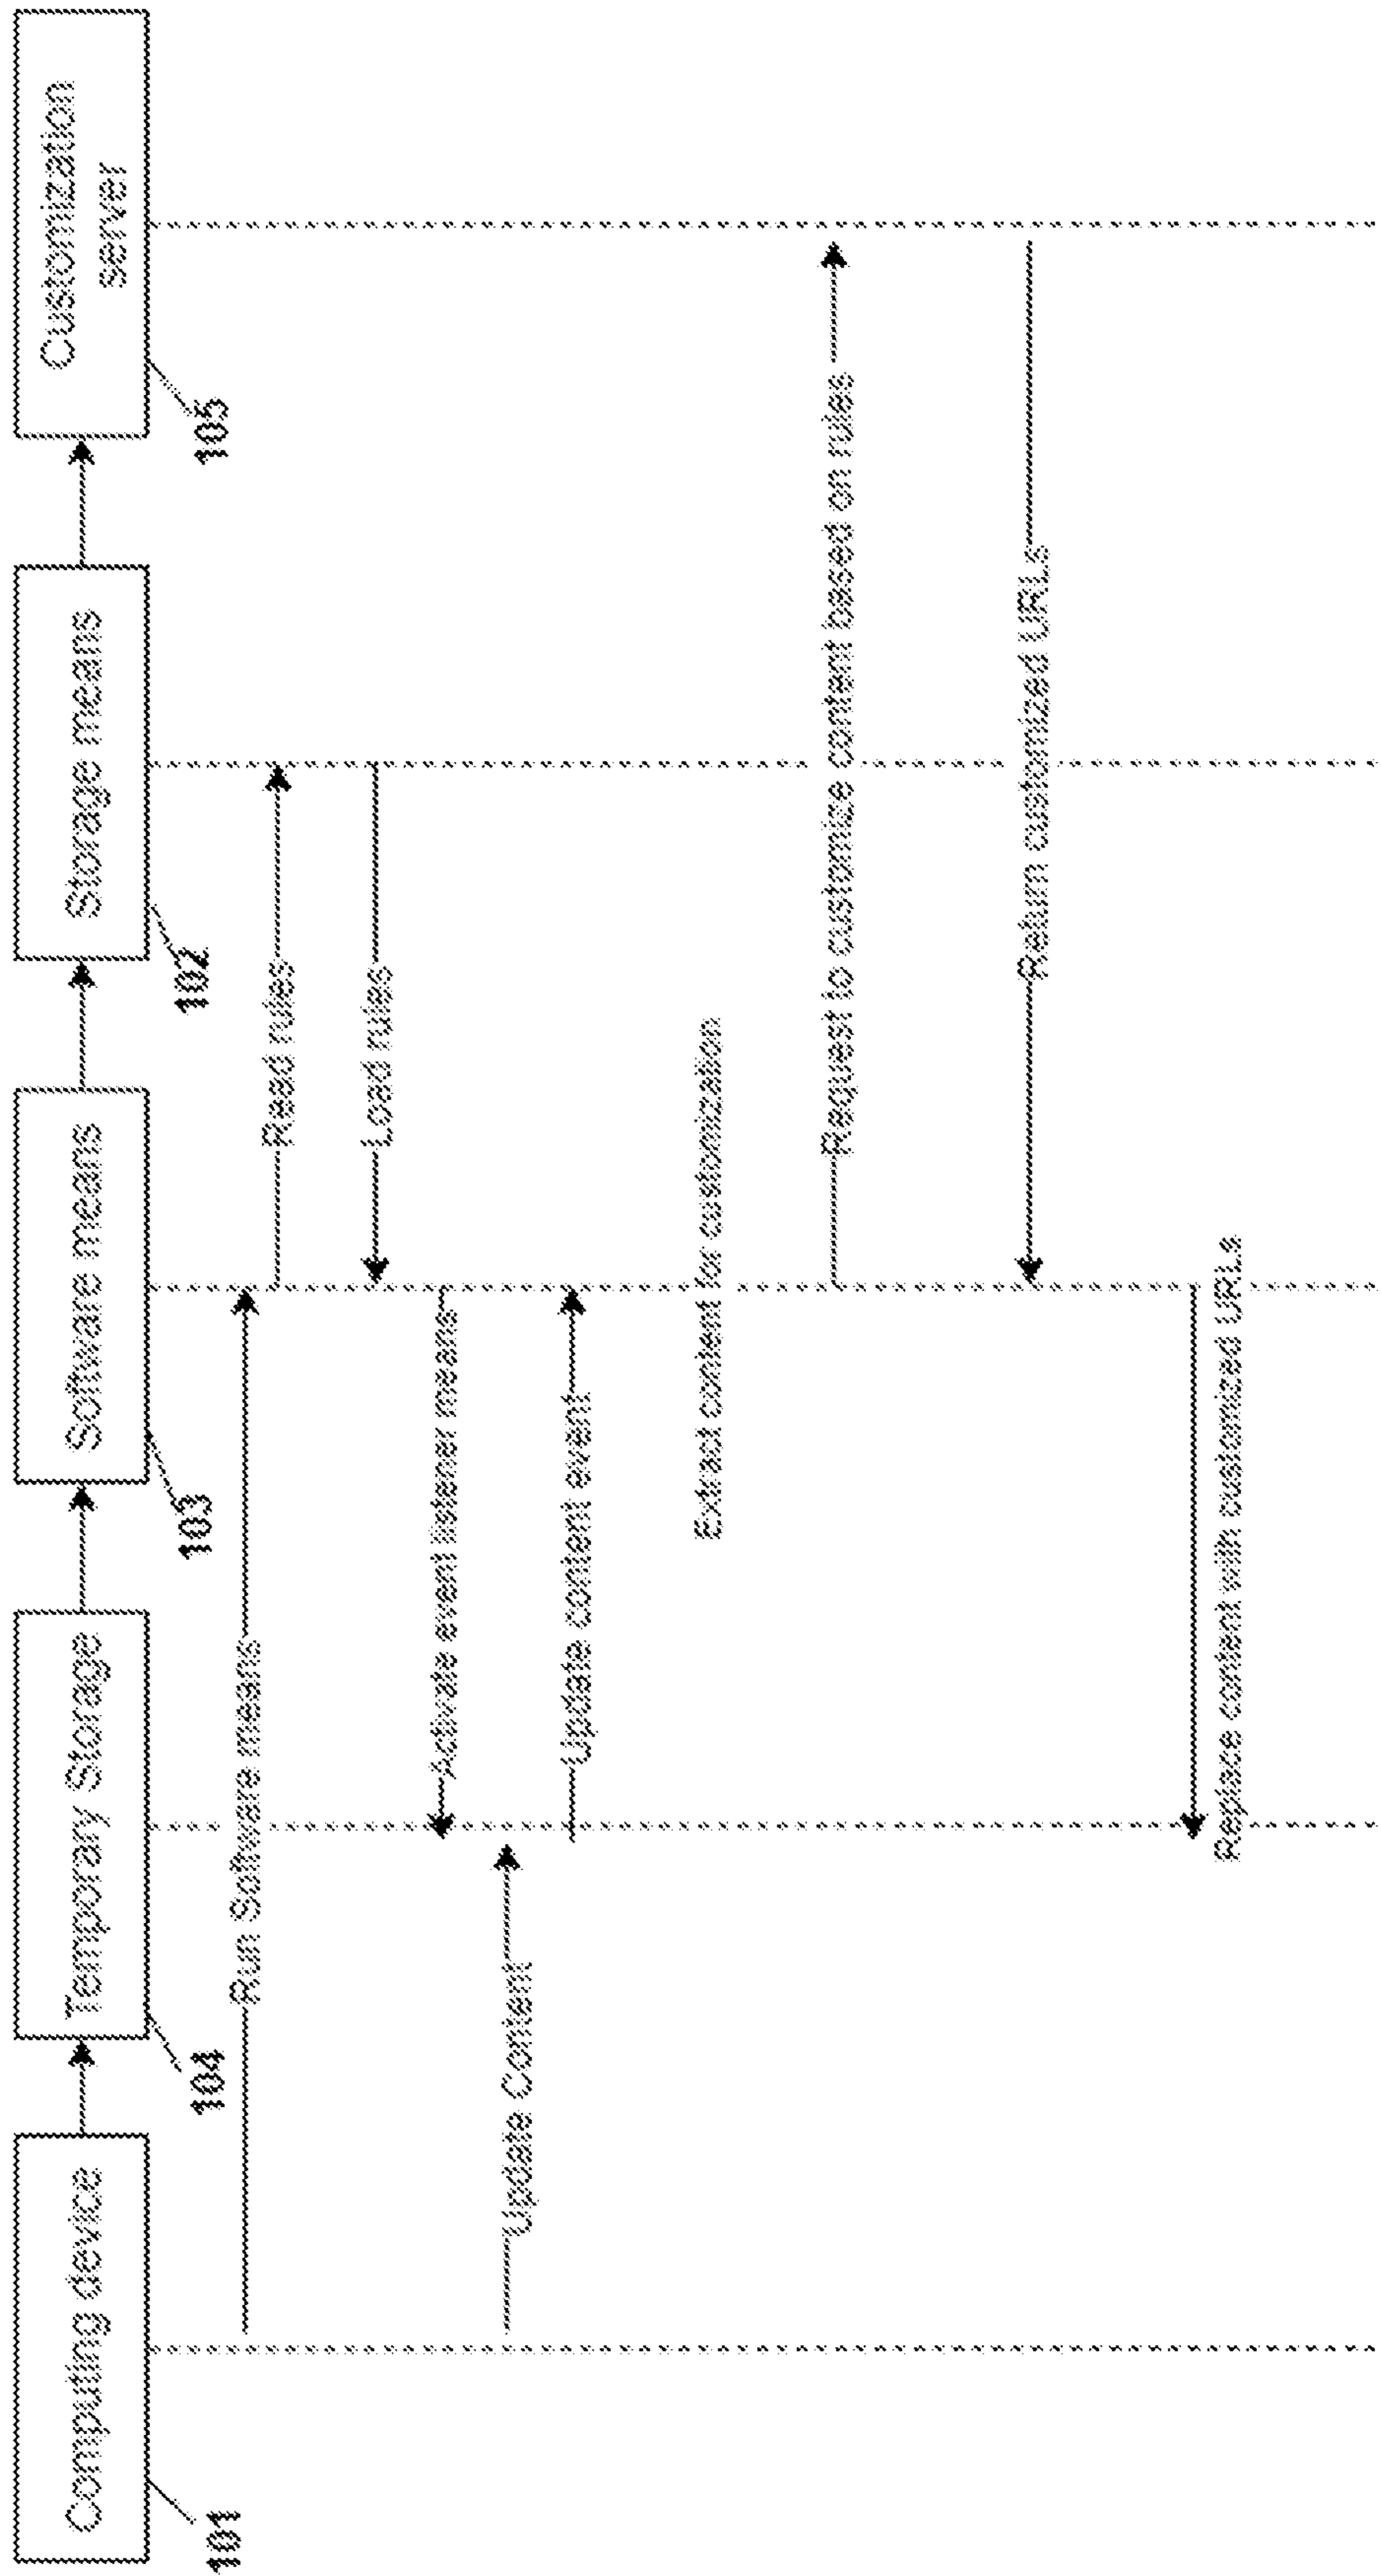 Computing device
101
Temporary Storage
104
Software means
103
Storage means
102
Customization
server
105
Run Software means
Read rules
Load rules
Activate event listener means
Update Content
Update content event
Extract content for customization
Request to customize content based on rules
Return customized URLs
Replace content with customized URLs